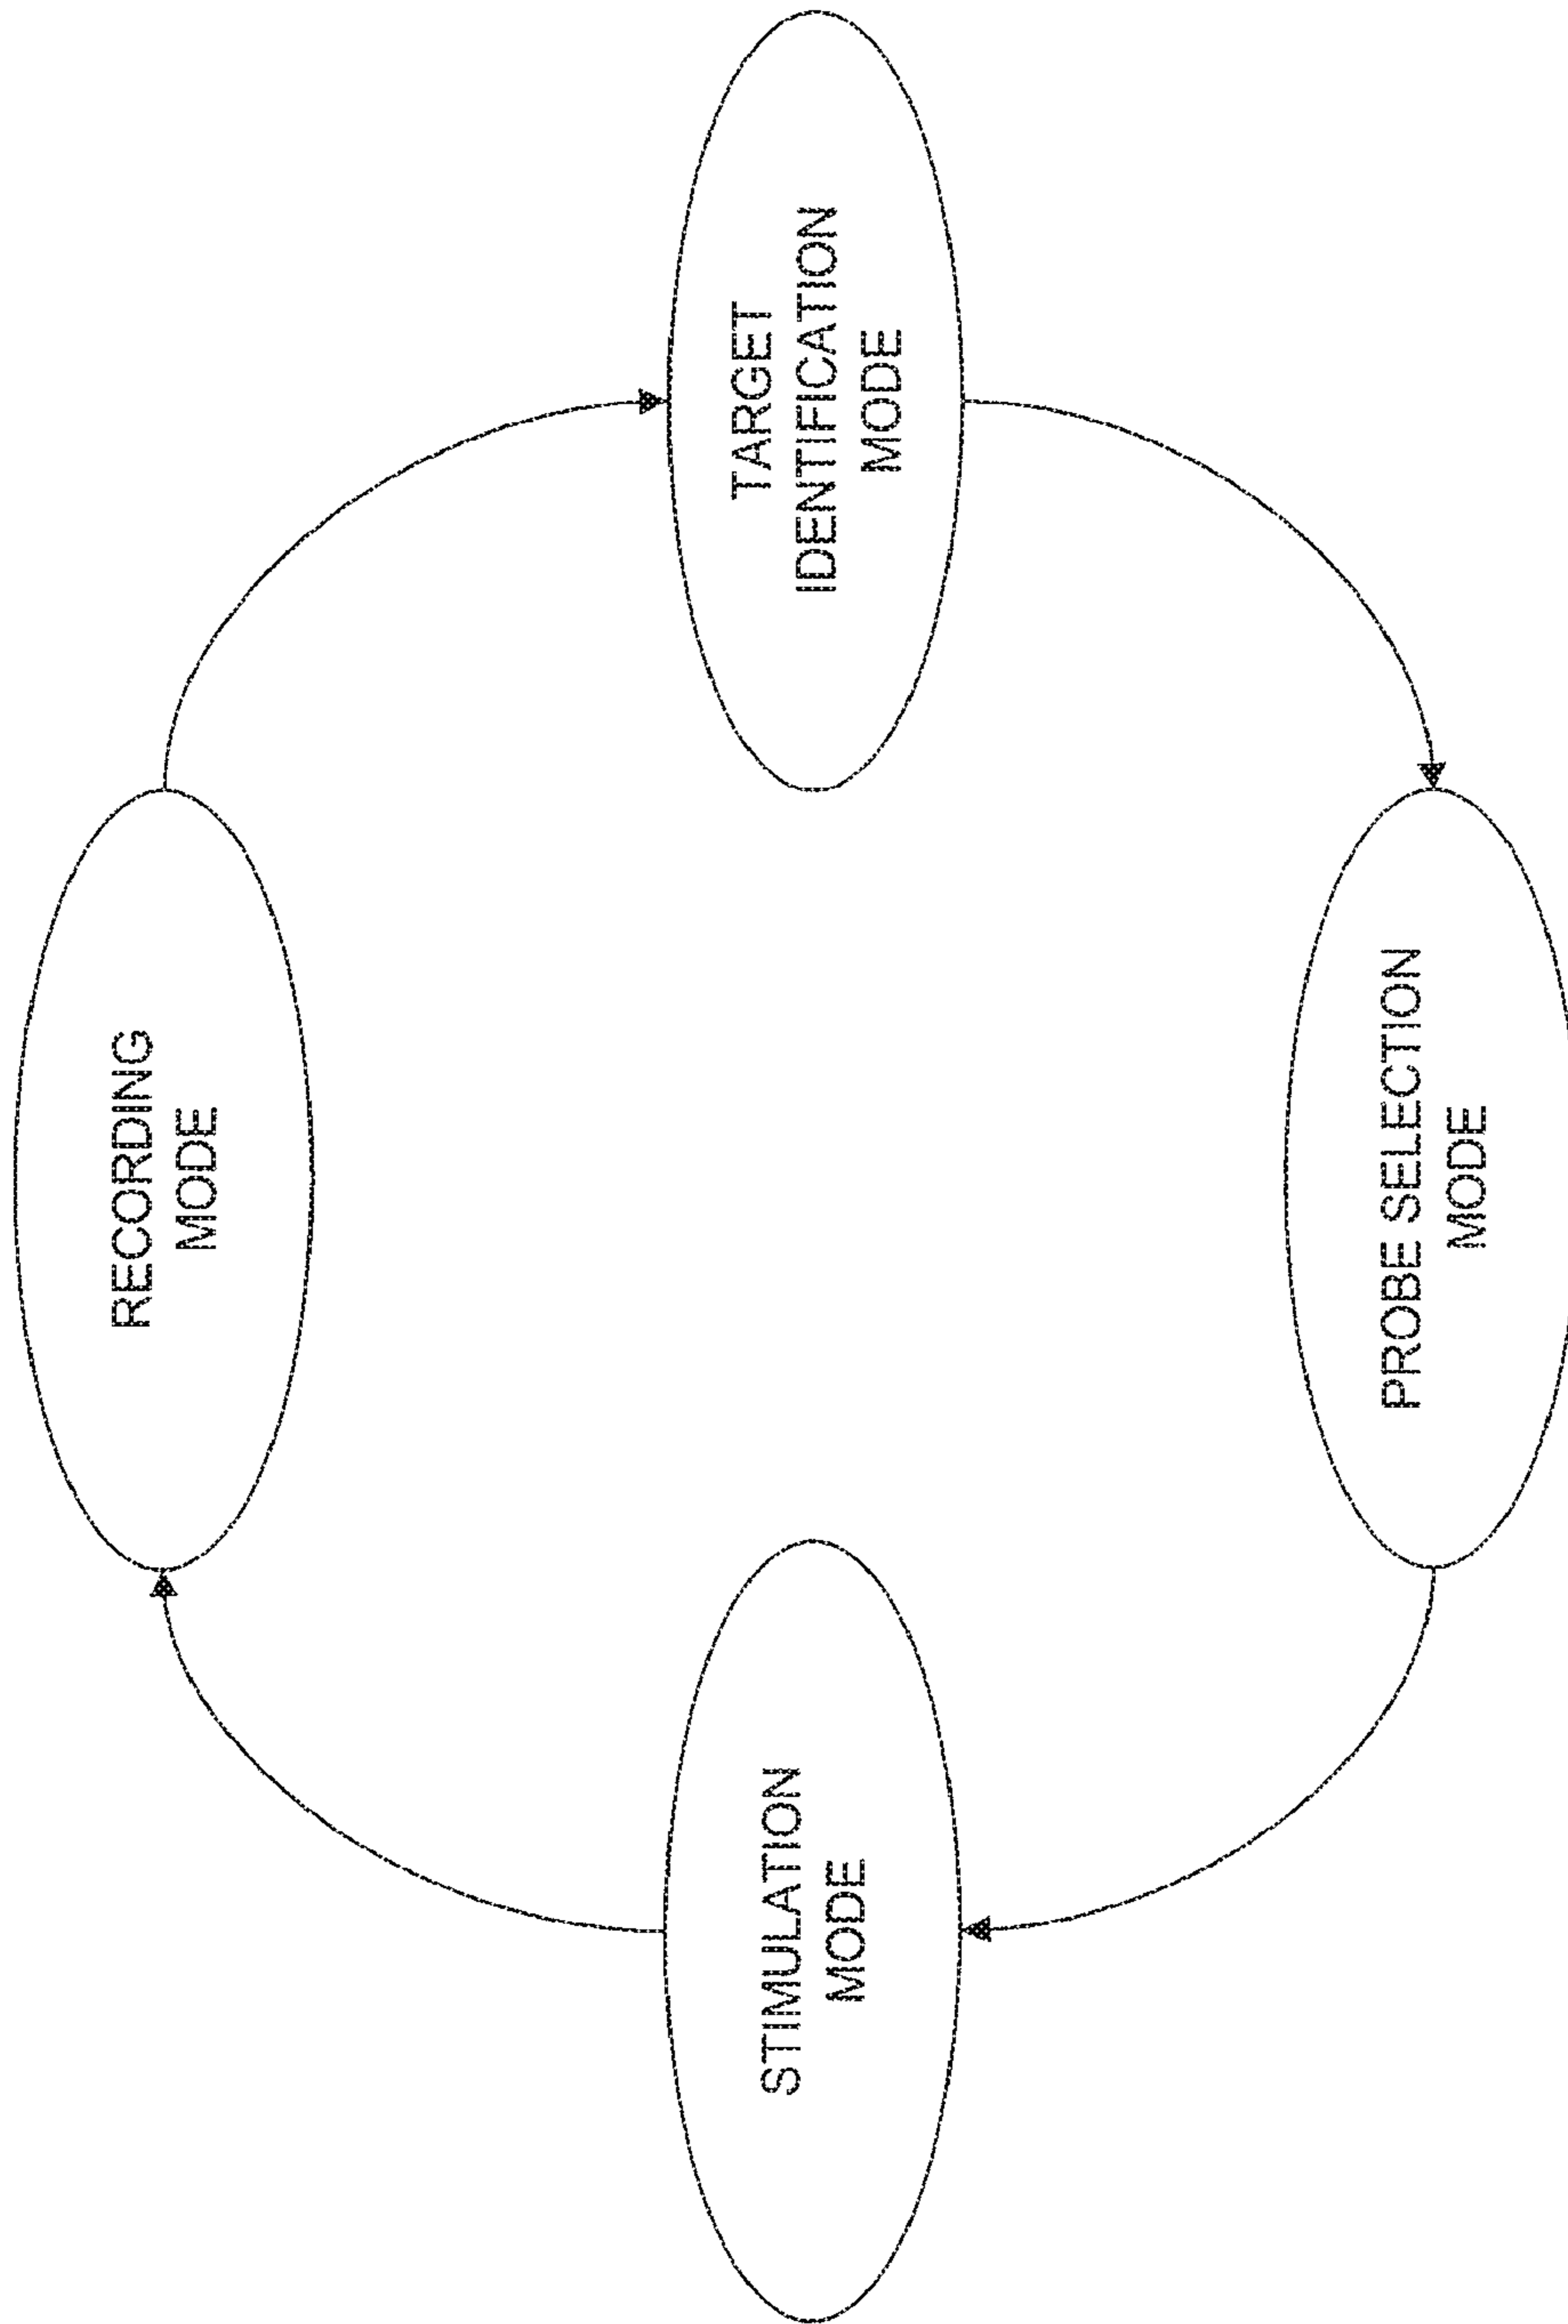 RECORDING
MODE
TARGET
IDENTIFICATION
MODE
PROBE SELECTION
MODE
STIMULATION
MODE